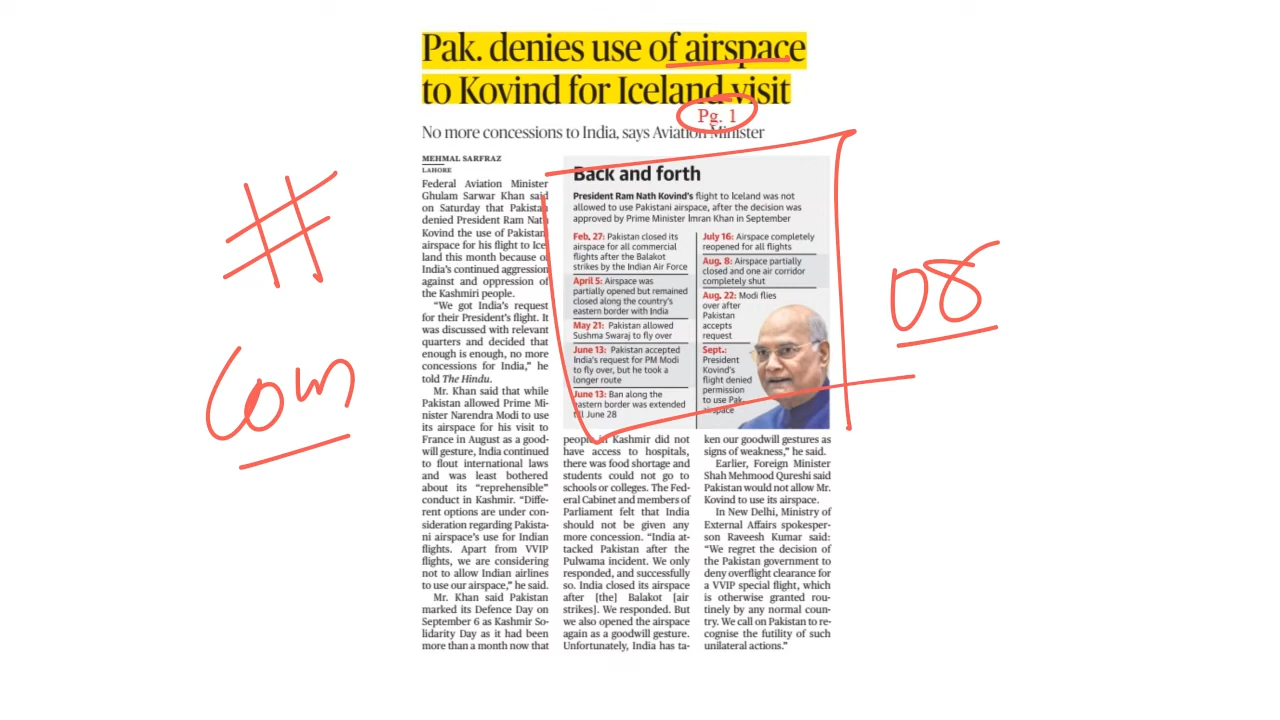 Pak. denies use of airspace
to Kovind for Iceland visit
Pg. 1
No more concessions to India, says Aviation Minister
MEHMAL SARFRAZ
LAHORE
Federal Aviation Minister
Ghulam Sarwar Khan said
on Saturday that Pakistan
denied President Ram Nath
Kovind the use of Pakistan
airspace for his flight to Ice-
land this month because of
India's continued aggression
against and oppression of
the Kashmiri people.
"We got India's request
for their President's flight. It
was discussed with relevant
quarters and decided that
enough is enough, no more
concessions for India," he
told The Hindu.
Mr. Khan said that while
Pakistan allowed Prime Mi-
nister Narendra Modi to use
its airspace for his visit to
France in August as a good-
will gesture, India continued
to flout international laws
and was least bothered
about its "reprehensible"
conduct in Kashmir. "Diffe-
rent options are under con-
sideration regarding Pakista-
ni airspace's use for Indian
flights. Apart from VVIP
flights, we are considering
not to allow Indian airlines
to use our airspace," he said.
Mr. Khan said Pakistan
marked its Defence Day on
September 6 as Kashmir So-
lidarity Day as it had been
more than a month now that
Back and forth
President Ram Nath Kovind's flight to Iceland was not
allowed to use Pakistani airspace, after the decision was
approved by Prime Minister Imran Khan in September
Feb. 27: Pakistan closed its
airspace for all commercial
flights after the Balakot
strikes by the Indian Air Force
April 5: Airspace was
partially opened but remained
closed along the country's
eastern border with India
May 21: Pakistan allowed
Sushma Swaraj to fly over
June 13: Pakistan accepted
India's request for PM Modi
to fly over, but he took a
longer route
June 13: Ban along the
eastern border was extended
till June 28
July 16: Airspace completely
reopened for all flights
Aug. 8: Airspace partially
closed and one air corridor
completely shut
Aug. 22: Modi flies
over after
Pakistan
accepts
request
Sept.:
President
Kovind's
flight denied
permission
to use Pak.
airspace
people in Kashmir did not
have access to hospitals,
there was food shortage and
students could not go to
schools or colleges. The Fed-
eral Cabinet and members of
Parliament felt that India
should not be given any
more concession. "India at-
tacked Pakistan after the
Pulwama incident. We only
responded, and successfully
so. India closed its airspace
after [the] Balakot [air
strikes]. We responded. But
we also opened the airspace
again as a goodwill gesture.
Unfortunately, India has ta-
ken our goodwill gestures as
signs of weakness," he said.
Earlier, Foreign Minister
Shah Mehmood Qureshi said
Pakistan would not allow Mr.
Kovind to use its airspace.
In New Delhi, Ministry of
External Affairs spokesper-
son Raveesh Kumar said:
"We regret the decision of
the Pakistan government to
deny overflight clearance for
a VVIP special flight, which
is otherwise granted rou-
tinely by any normal coun-
try. We call on Pakistan to re-
cognise the futility of such
unilateral actions."
#
Com
08